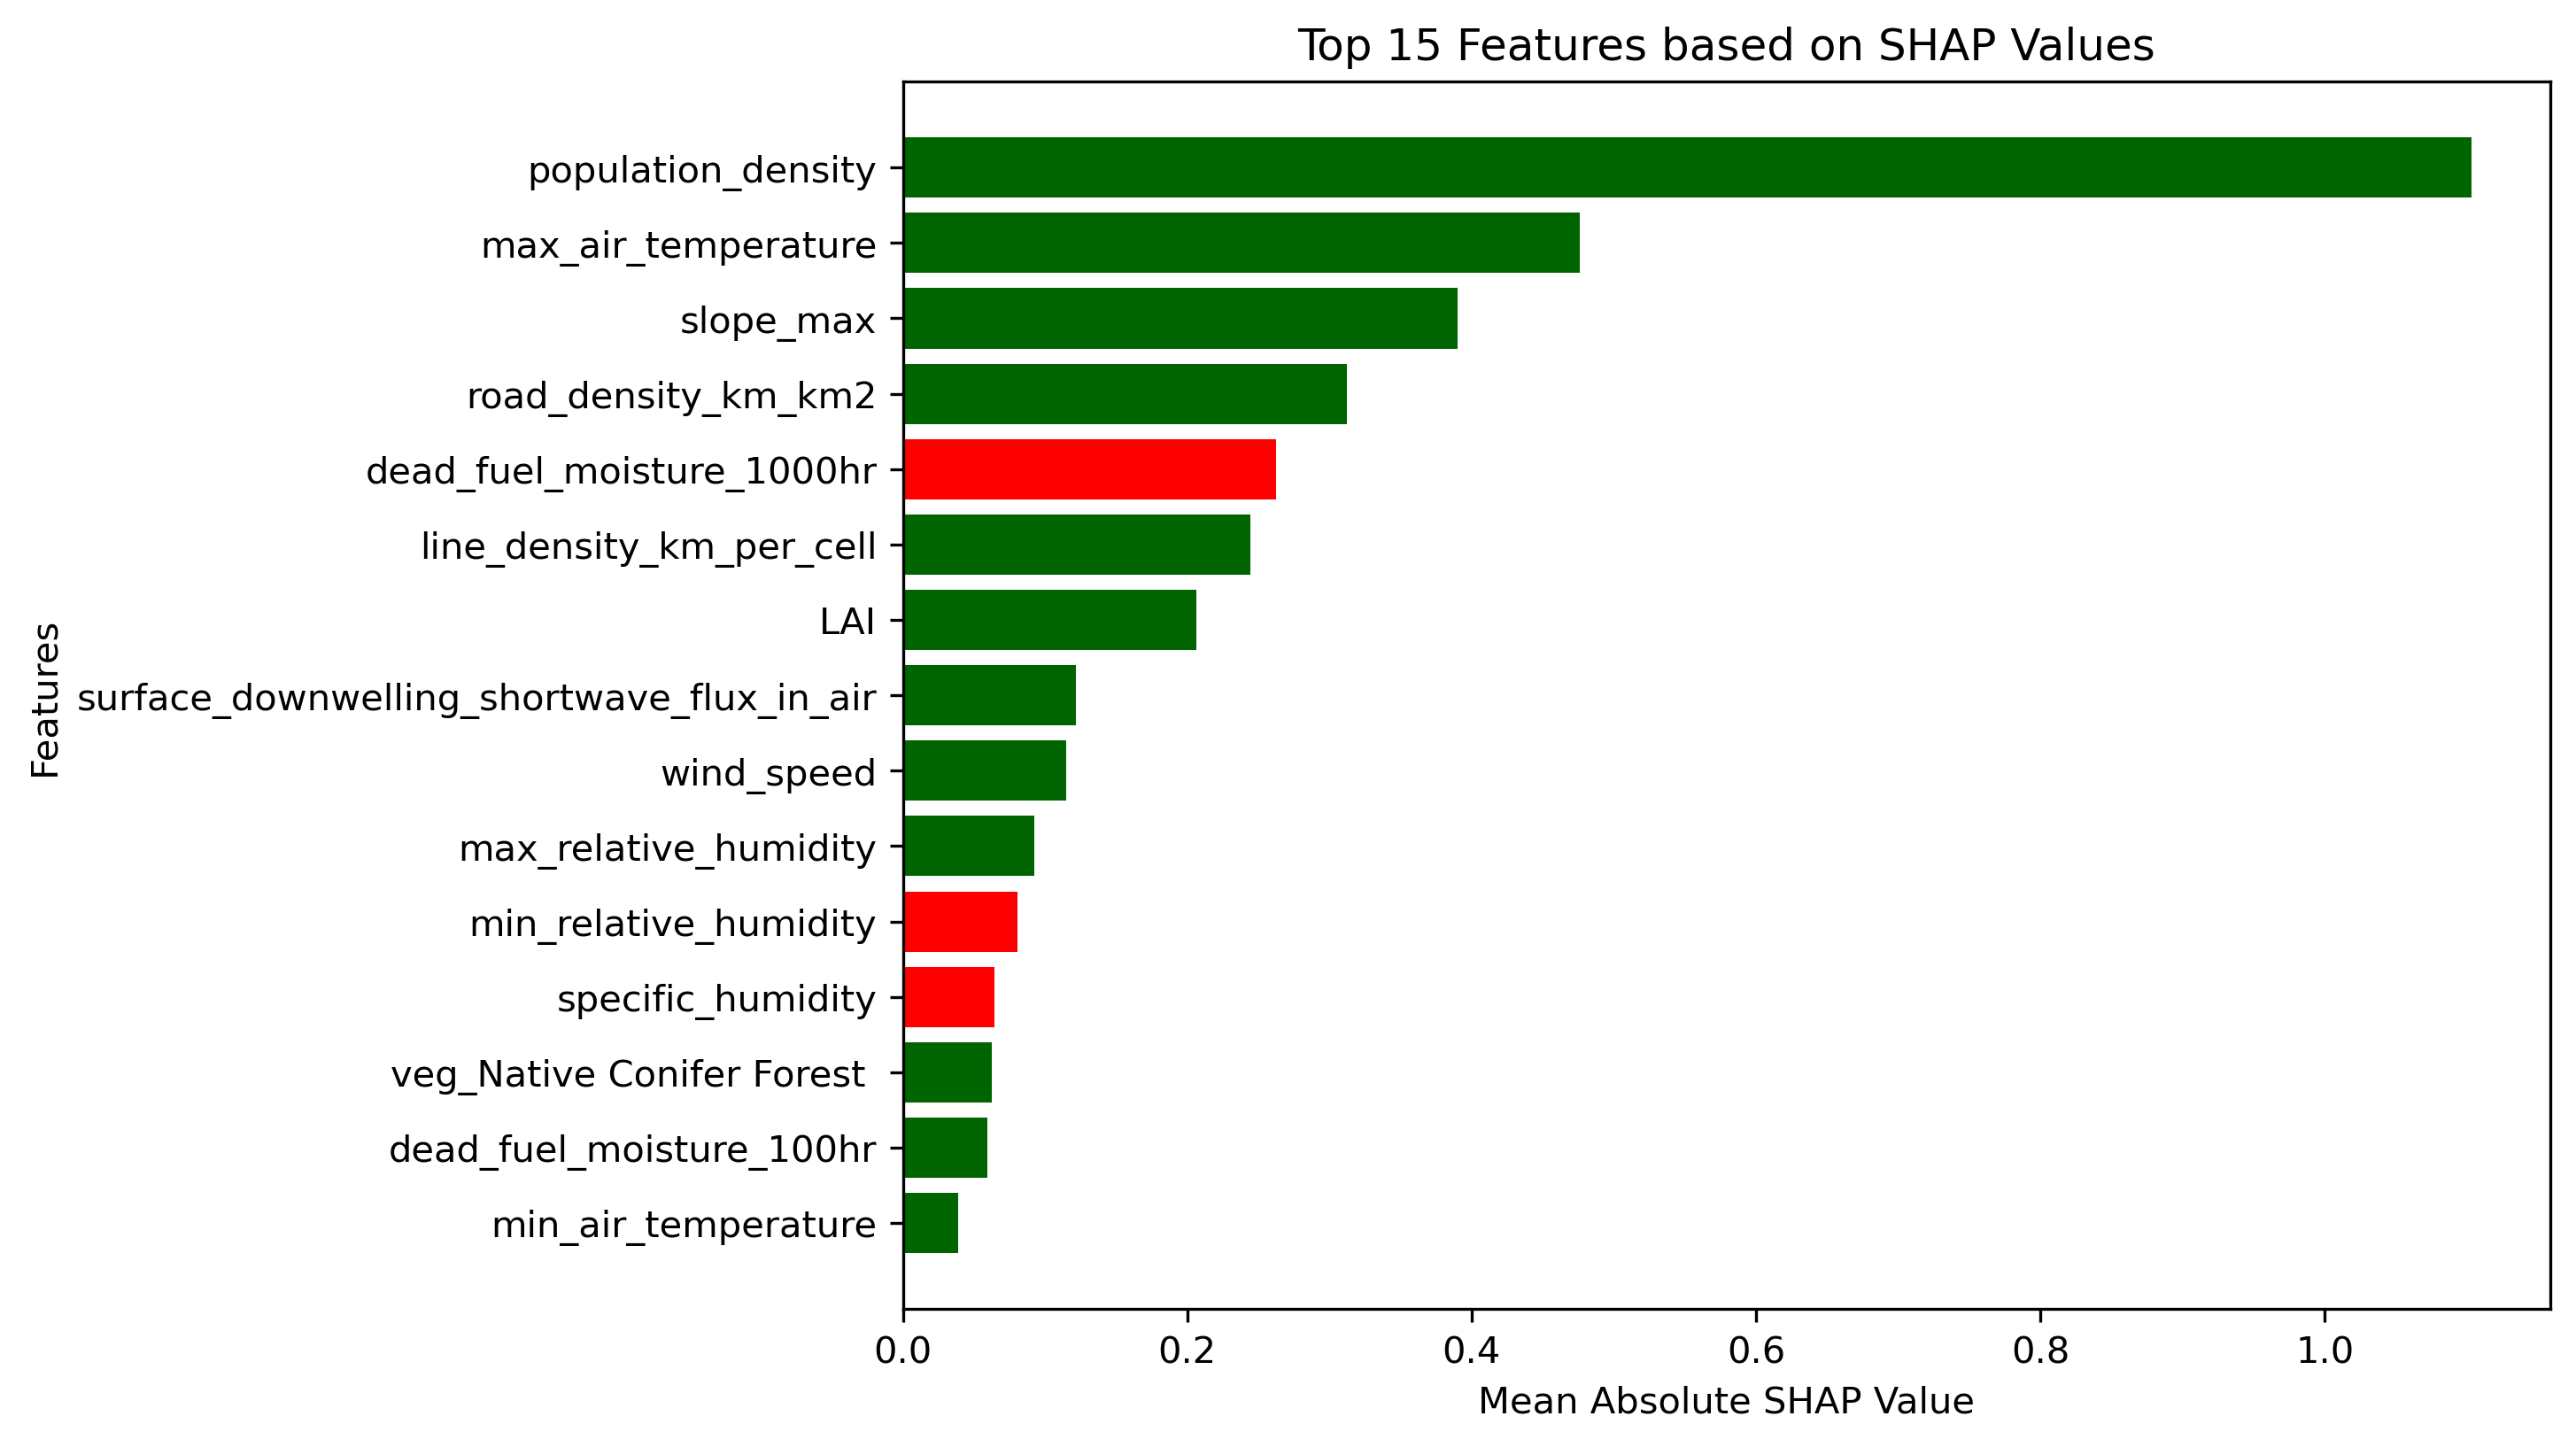 Top 15 Features based on SHAP Values
Features
population_density
max_air_temperature
slope_max
road_density_km_km2
dead_fuel_moisture_1000hr
line_density_km_per_cell
LAI
surface_downwelling_shortwave_flux_in_air
wind_speed
max_relative_humidity
min_relative_humidity
specific_humidity
veg_Native Conifer Forest
dead_fuel_moisture_100hr
min_air_temperature
0.0 0.2 0.4 0.6 0.8 1.0
Mean Absolute SHAP Value